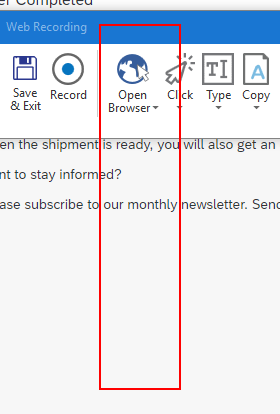 er Completed
Web Recording
Save & Exit
Record
Open Browser
Click
Type
Copy
en the shipment is ready, you will also get an
nt to stay informed?
ase subscribe to our monthly newsletter. Send